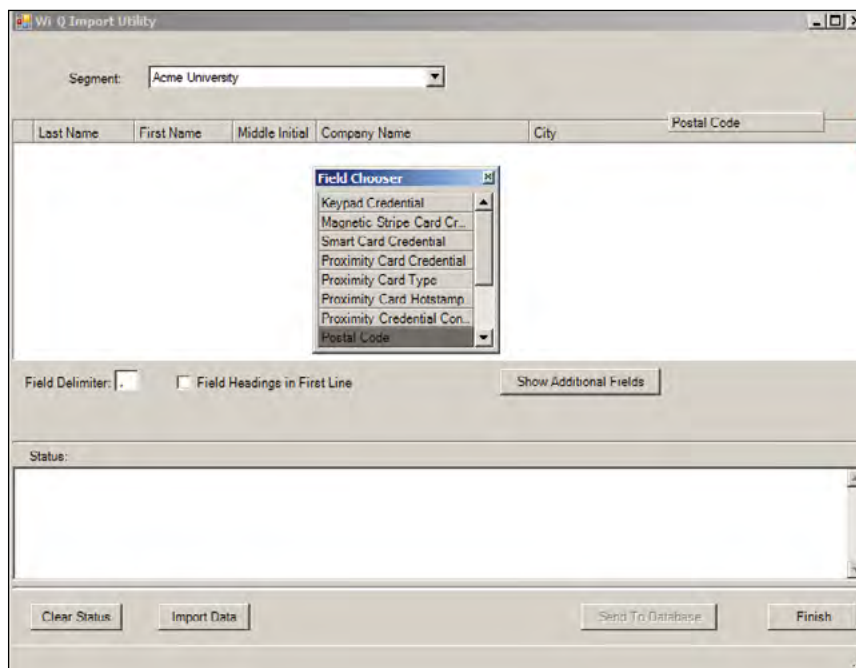 Wi Q Import Utility
Segment: Acme University
Postal Code
Last Name First Name Middle Initial Company Name City
Field Chooser
Keypad Credential
Magnetic Stripe Card Cr...
Smart Card Credential
Proximity Card Credential
Proximity Card Type
Proximity Card Hotstamp
Proximity Credential Con...
Postal Code
Field Delimiter: . Field Headings in First Line Show Additional Fields
Status:
Clear Status Import Data Send To Database Finish